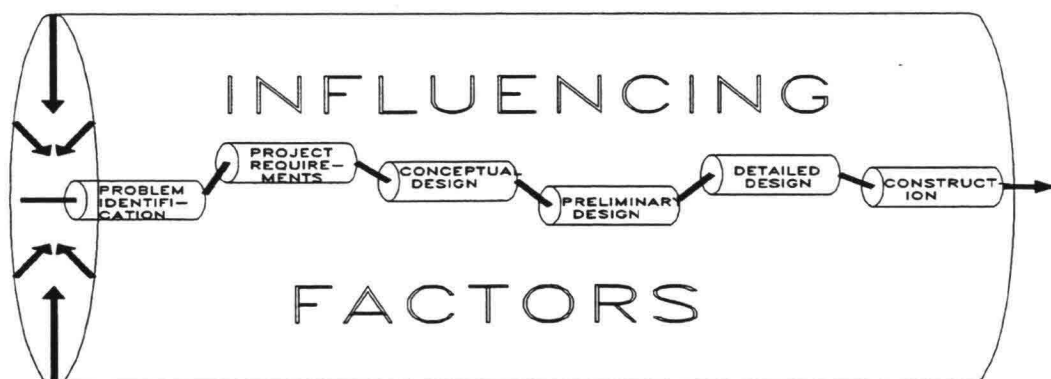 INFLUENCING
PROBLEM
IDENTIFI-
CATION
PROJECT
REQUIRE-
MENTS
CONCEPTUAL
DESIGN
PRELIMINARY
DESIGN
DETAILED
DESIGN
CONSTRUCT-
ION
FACTORS